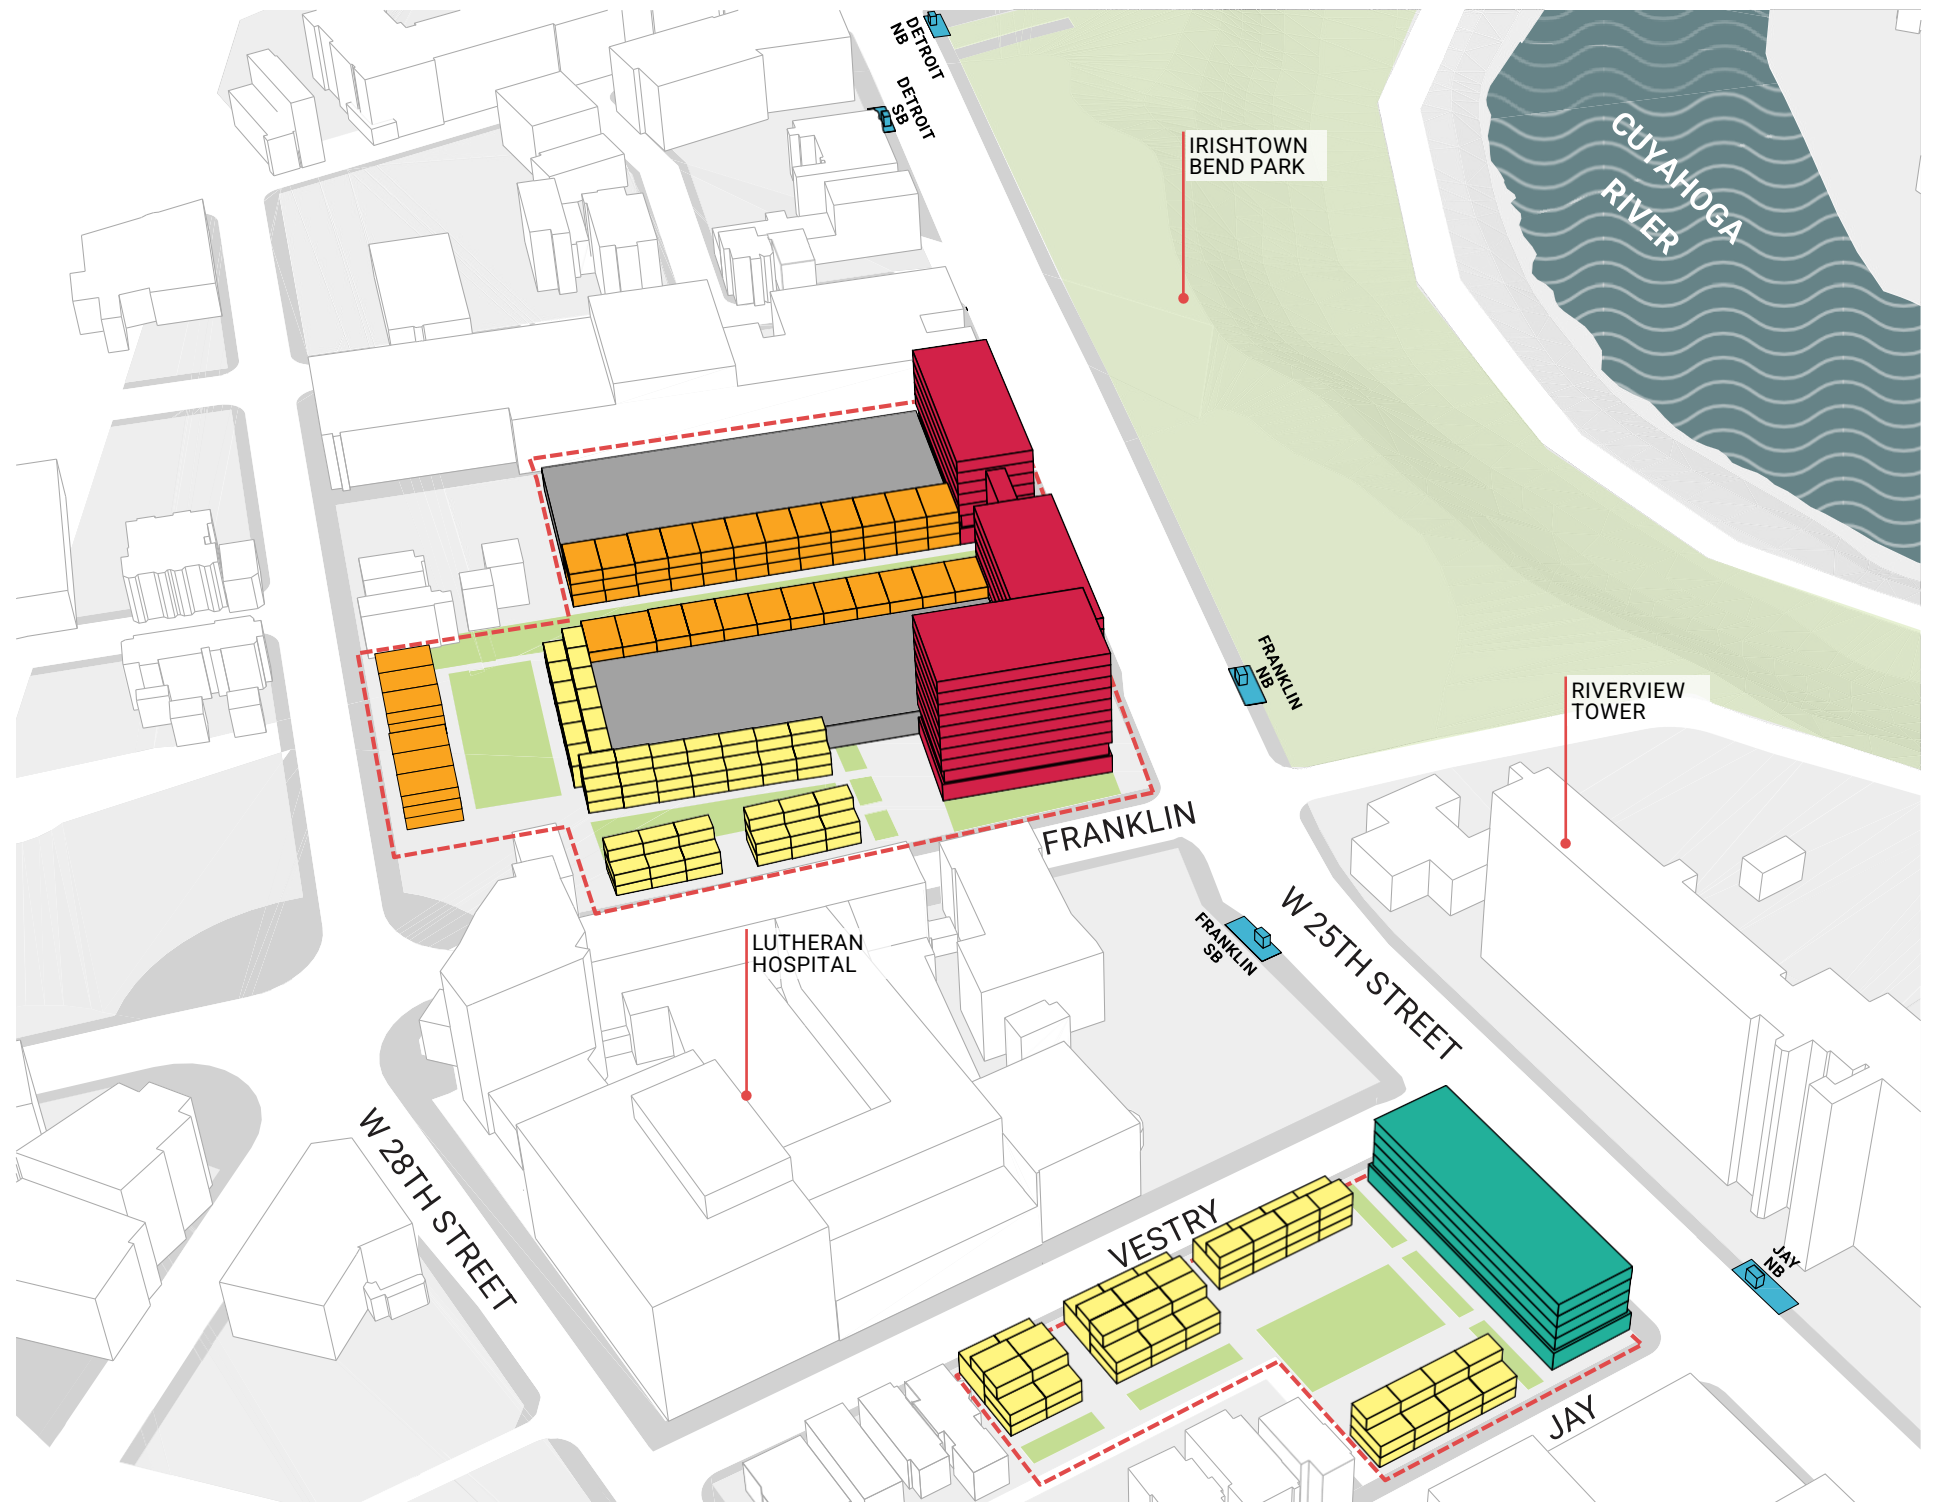 DETROIT
NB
DETROIT
SB
IRISHTOWN
BEND PARK
CUYAHOGA
RIVER
FRANKLIN
NB
RIVERVIEW
TOWER
FRANKLIN
W 25TH STREET
FRANKLIN
SB
LUTHERAN
HOSPITAL
W 28TH STREET
VESTRY
JAY
NB
JAY